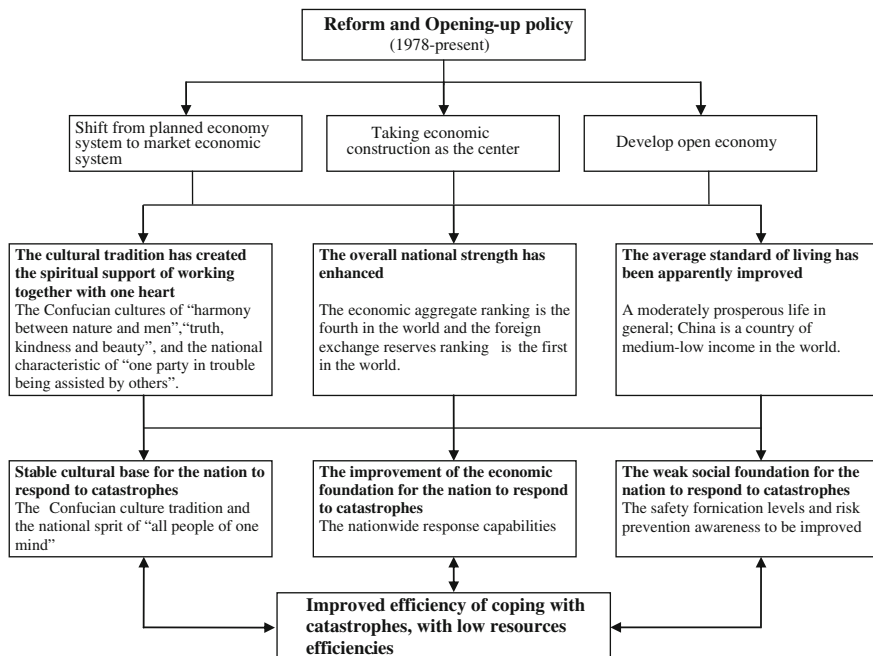 Reform and Opening-up policy
(1978-present)
Shift from planned economy
system to market economic
system
Taking economic
construction as the center
Develop open economy
The cultural tradition has created
the spiritual support of working
together with one heart
The Confucian cultures of “harmony
between nature and men”,“truth,
kindness and beauty”, and the national
characteristic of “one party in trouble
being assisted by others”.
The overall national strength has
enhanced
The economic aggregate ranking is the
fourth in the world and the foreign
exchange reserves ranking is the first
in the world.
The average standard of living has
been apparently improved
A moderately prosperous life in
general; China is a country of
medium-low income in the world.
Stable cultural base for the nation to
respond to catastrophes
The Confucian culture tradition and
the national sprit of “all people of one
mind”
The improvement of the economic
foundation for the nation to respond
to catastrophes
The nationwide response capabilities
The weak social foundation for the
nation to respond to catastrophes
The safety fornication levels and risk
prevention awareness to be improved
Improved efficiency of coping with
catastrophes, with low resources
efficiencies